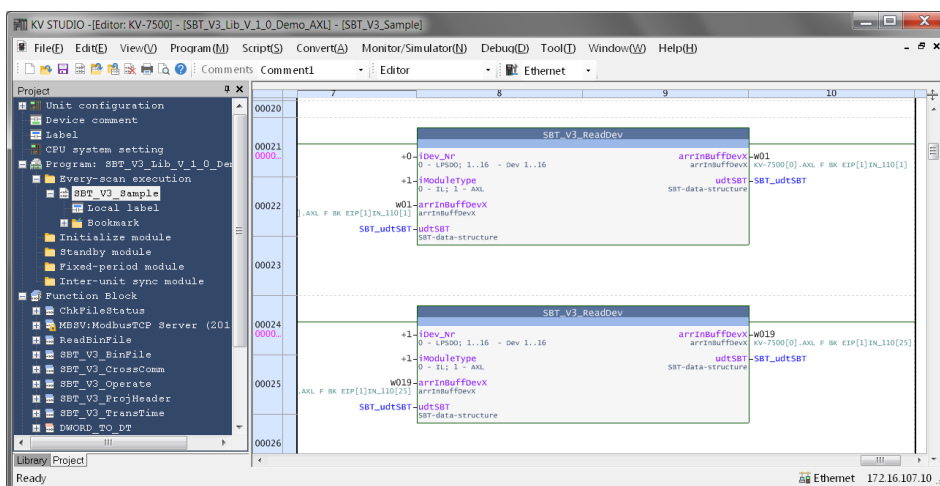 KV STUDIO -[Editor: KV-7500] - [SBT_V3_Lib_V_1_0_Demo_AXL] - [SBT_V3_Sample]
File(F) Edit(E) View(V) Program(M) Script(S) Convert(A) Monitor/Simulator(N) Debug(D) Tool(T) Window(W) Help(H)
Comments Comment1 Editor Ethernet
Project
Unit configuration
Device comment
Label
CPU system setting
Program: SBT_V3_Lib_V_1_0_Der
Every-scan execution
SBT_V3_Sample
Local label
Bookmark
Initialize module
Standby module
Fixed-period module
Inter-unit sync module
Function Block
ChkFileStatus
MBSV:ModbusTCP Server (201
ReadBinFile
SBT_V3_BinFile
SBT_V3_CrossComm
SBT_V3_Operate
SBT_V3_ProjHeader
SBT_V3_TransTime
DWORD_TO_DT
Library Project
7 8 9 10
00020
SBT_V3_ReadDev
00021
0000..
+0 iDev_Nr arrInBuffDevX W01
0 - LPSDO; 1..16 - Dev 1..16 arrInBuffDevX KV-7500[0].AXL F BK EIP[1]IN_110[1]
+1 iModuleType udtSBT SBT_udtSBT
0 - IL; 1 - AXL SBT-data-structure
00022
W01 arrInBuffDevX
].AXL F BK EIP[1]IN_110[1] arrInBuffDevX
SBT_udtSBT udtSBT
SBT-data-structure
00023
SBT_V3_ReadDev
00024
0000..
+1 iDev_Nr arrInBuffDevX W019
0 - LPSDO; 1..16 - Dev 1..16 arrInBuffDevX KV-7500[0].AXL F BK EIP[1]IN_110[25]
+1 iModuleType udtSBT SBT_udtSBT
0 - IL; 1 - AXL SBT-data-structure
00025
W019 arrInBuffDevX
.AXL F BK EIP[1]IN_110[25] arrInBuffDevX
SBT_udtSBT udtSBT
SBT-data-structure
00026
Ready Ethernet 172.16.107.10